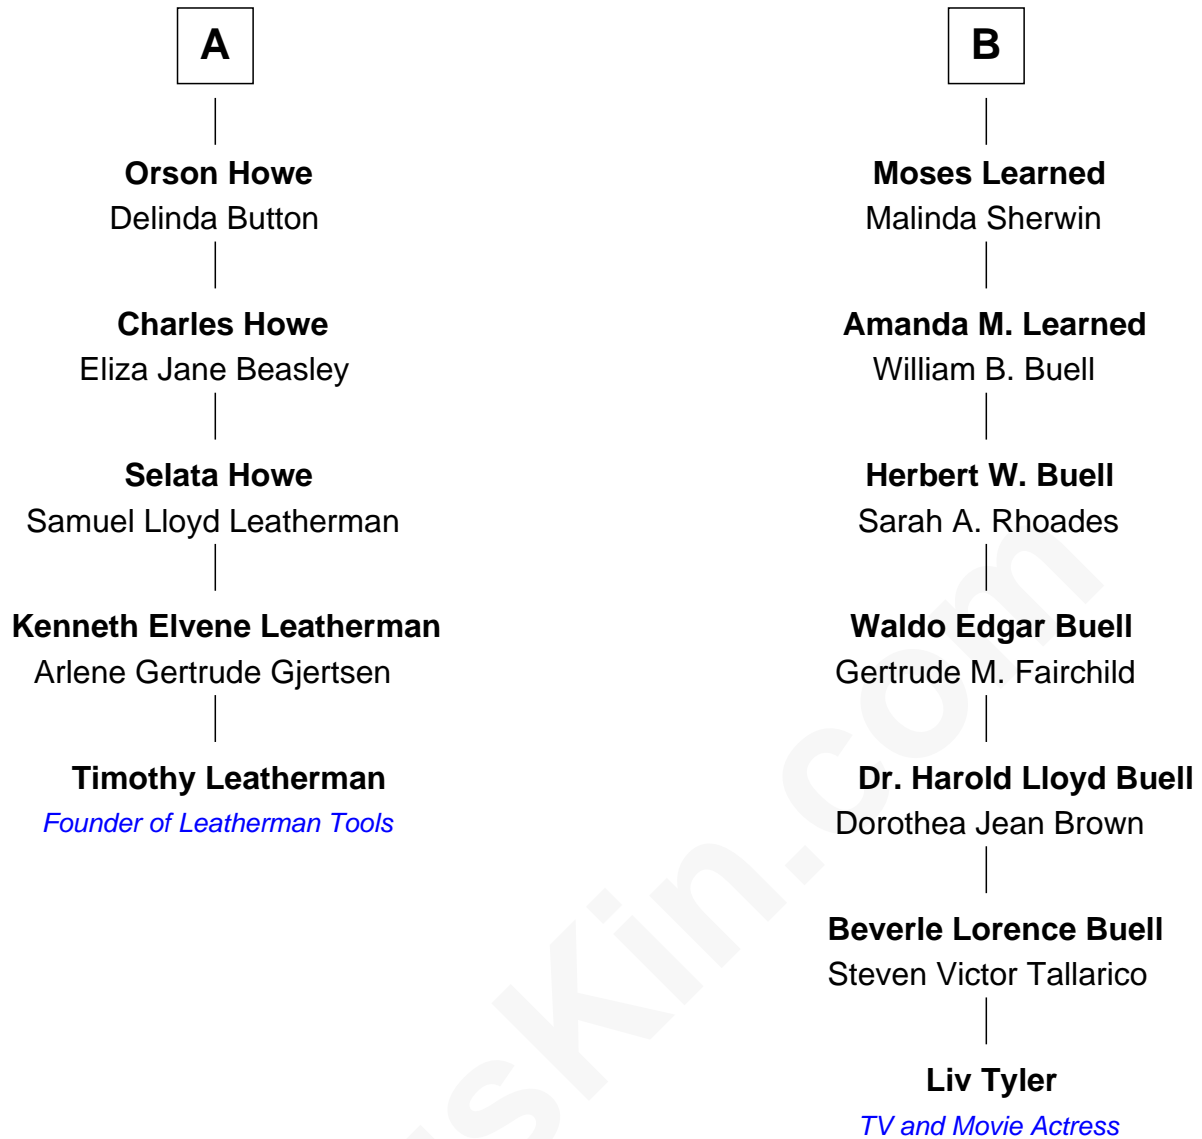 A
Orson Howe
Delinda Button
Charles Howe
Eliza Jane Beasley
Selata Howe
Samuel Lloyd Leatherman
Kenneth Elvene Leatherman
Arlene Gertrude Gjertsen
Timothy Leatherman
Founder of Leatherman Tools
B
Moses Learned
Malinda Sherwin
Amanda M. Learned
William B. Buell
Herbert W. Buell
Sarah A. Rhoades
Waldo Edgar Buell
Gertrude M. Fairchild
Dr. Harold Lloyd Buell
Dorothea Jean Brown
Beverle Lorence Buell
Steven Victor Tallarico
Liv Tyler
TV and Movie Actress
sKin.com